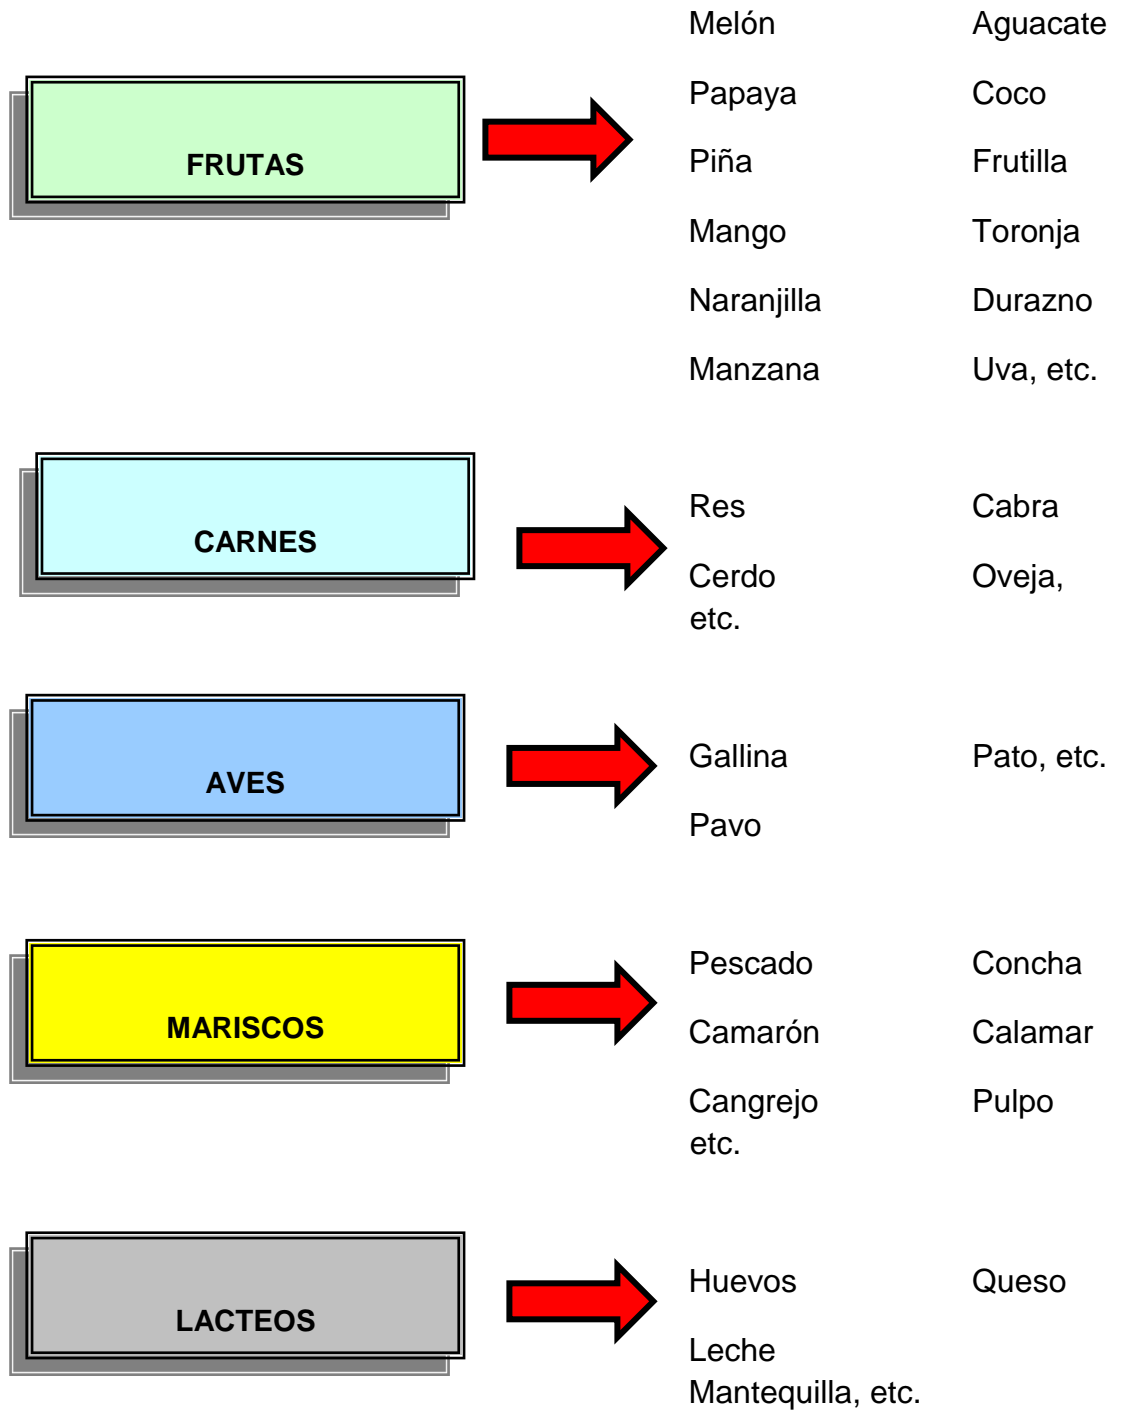 Melón Aguacate
Papaya Coco
FRUTAS
Piña Frutilla
Mango Toronja
Naranjilla Durazno
Manzana Uva, etc.
Res Cabra
CARNES
Cerdo Oveja,
etc.
Gallina Pato, etc.
AVES
Pavo
Pescado Concha
MARISCOS
Camarón Calamar
Cangrejo Pulpo
etc.
Huevos Queso
LACTEOS
Leche
Mantequilla, etc.